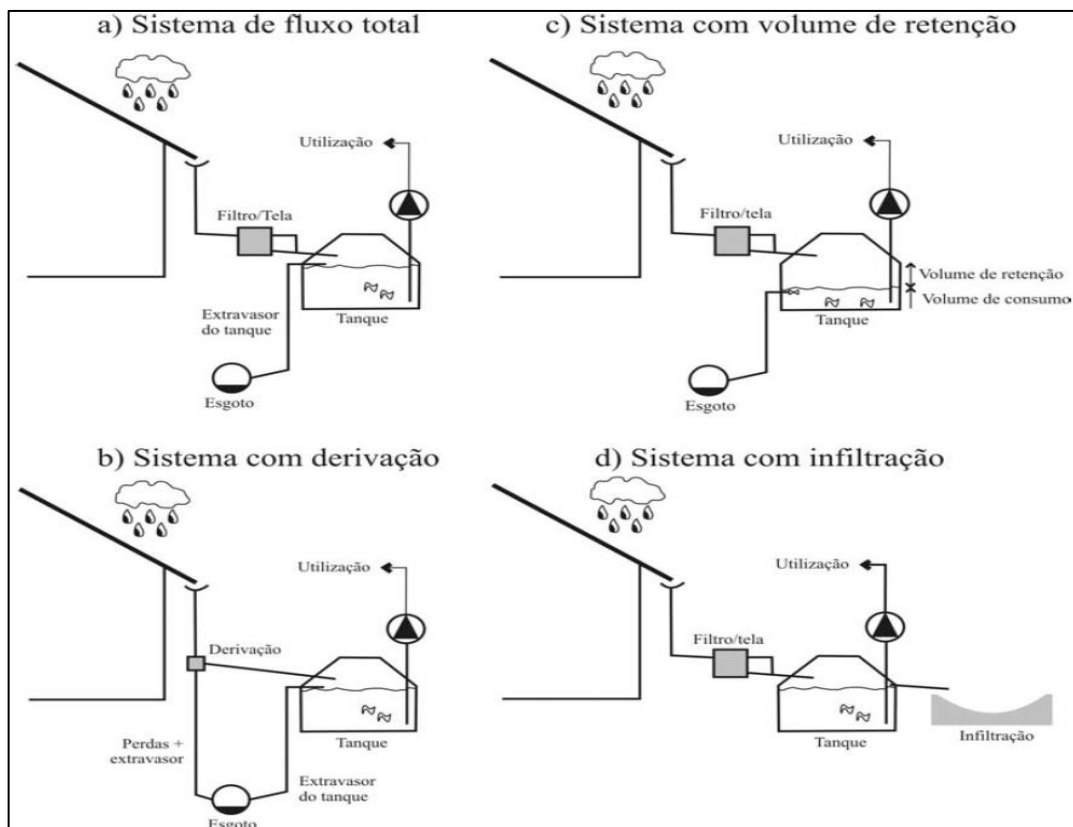 a) Sistema de fluxo total
Utilização
Filtro/Tela
Extravasor
do tanque
Tanque
Esgoto
c) Sistema com volume de retenção
Utilização
Filtro/tela
Volume de retenção
Volume de consumo
Tanque
Esgoto
b) Sistema com derivação
Utilização
Derivação
Tanque
Perdas +
extravasor
Extravasor
do tanque
Esgoto
d) Sistema com infiltração
Utilização
Filtro/tela
Tanque
Infiltração